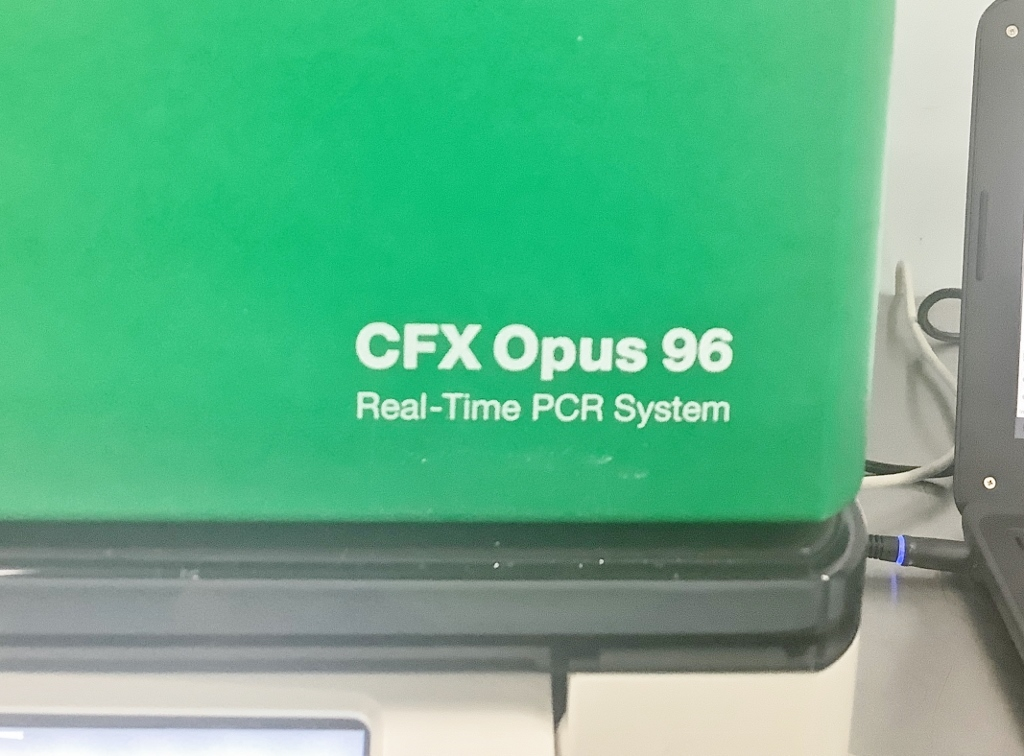 CFX Opus 96
Real-Time PCR System